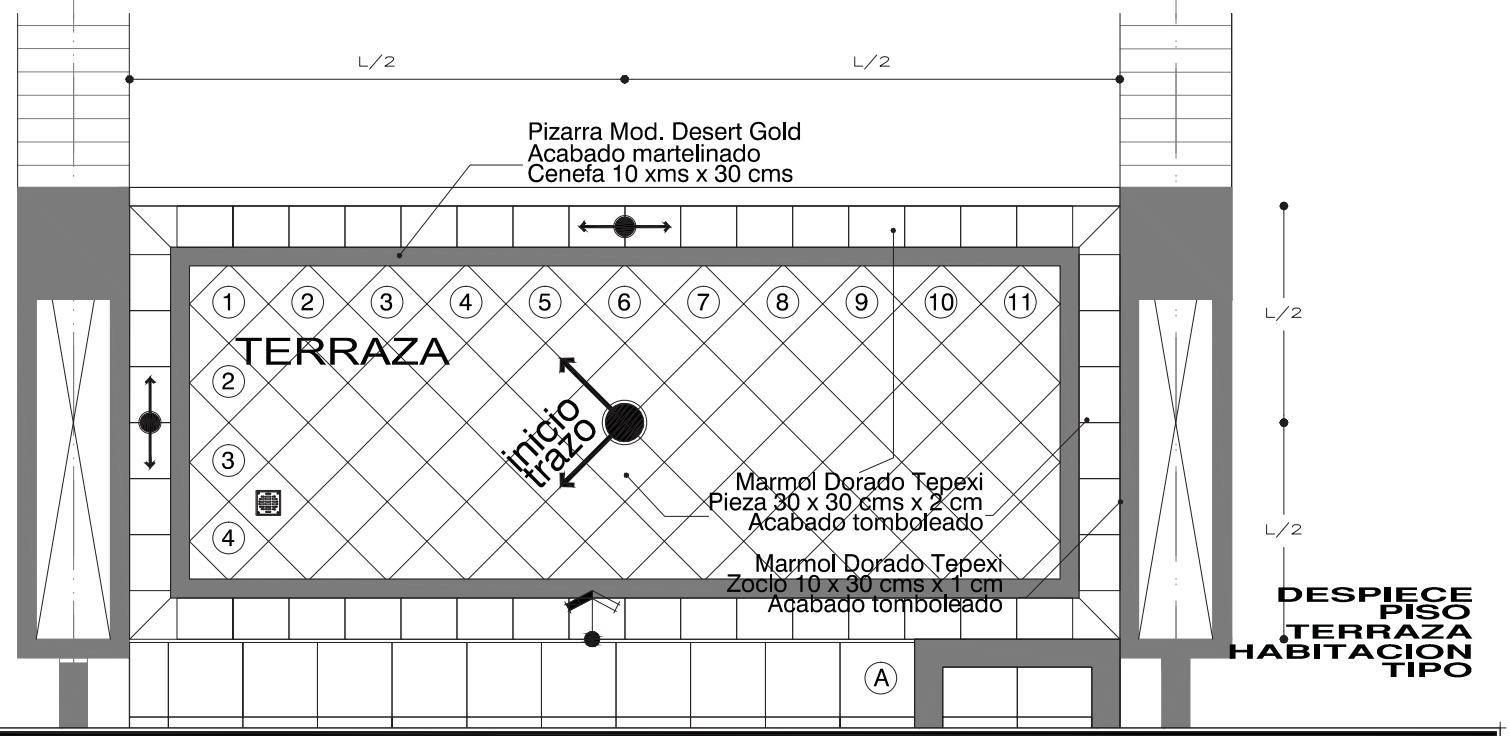 L/2
L/2
Pizarra Mod. Desert Gold
Acabado martelinado
Cenefa 10 xms x 30 cms
1
2
3
4
5
6
7
8
9
10
11
TERRAZA
2
3
4
inicio
trazo
Marmol Dorado Tepexi
Pieza 30 x 30 cms x 2 cm
Acabado tomboleado
Marmol Dorado Tepexi
Zoclo 10 x 30 cms x 1 cm
Acabado tomboleado
L/2
L/2
A
DESPIECE
PISO
TERRAZA
HABITACION
TIPO